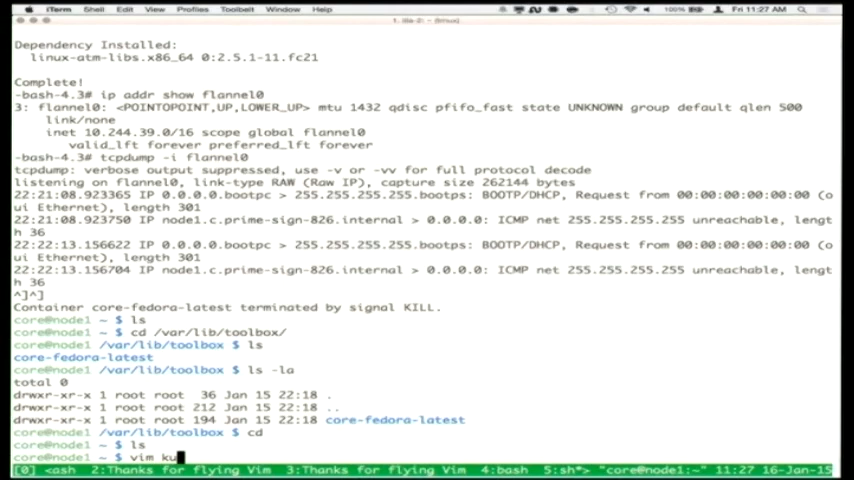 iTerm Shell Edit View Profiles Toolbelt Window Help 100% Fri 11:27 AM
Dependency Installed:
linux-atm-libs.x86_64 0:2.5.1-11.fc21
Complete!
-bash-4.3# ip addr show flannel0
3: flannel0: <POINTOPOINT,UP,LOWER_UP> mtu 1432 qdisc pfifo_fast state UNKNOWN group default qlen 500
link/none
inet 10.244.39.0/16 scope global flannel0
valid_lft forever preferred_lft forever
-bash-4.3# tcpdump -i flannel0
tcpdump: verbose output suppressed, use -v or -vv for full protocol decode
listening on flannel0, link-type RAW (Raw IP), capture size 262144 bytes
22:21:08.923365 IP 0.0.0.0.bootpc > 255.255.255.255.bootps: BOOTP/DHCP, Request from 00:00:00:00:00:00 (o
ui Ethernet), length 301
22:21:08.923750 IP node1.c.prime-sign-826.internal > 0.0.0.0: ICMP net 255.255.255.255 unreachable, lengt
h 36
22:22:13.156622 IP 0.0.0.0.bootpc > 255.255.255.255.bootps: BOOTP/DHCP, Request from 00:00:00:00:00:00 (o
ui Ethernet), length 301
22:22:13.156704 IP node1.c.prime-sign-826.internal > 0.0.0.0: ICMP net 255.255.255.255 unreachable, lengt
h 36
^]^]
Container core-fedora-latest terminated by signal KILL.
core@node1 ~ $ ls
core@node1 ~ $ cd /var/lib/toolbox/
core@node1 /var/lib/toolbox $ ls
core-fedora-latest
core@node1 /var/lib/toolbox $ ls -la
total 0
drwxr-xr-x 1 root root 36 Jan 15 22:18 .
drwxr-xr-x 1 root root 212 Jan 15 22:18 ..
drwxr-xr-x 1 root root 194 Jan 15 22:18 core-fedora-latest
core@node1 /var/lib/toolbox $ cd
core@node1 ~ $ ls
core@node1 ~ $ vim ku
[0] <ash 2:Thanks for flying Vim 3:Thanks for flying Vim 4:bash 5:sh*> "core@node1:~" 11:27 16-Jan-15